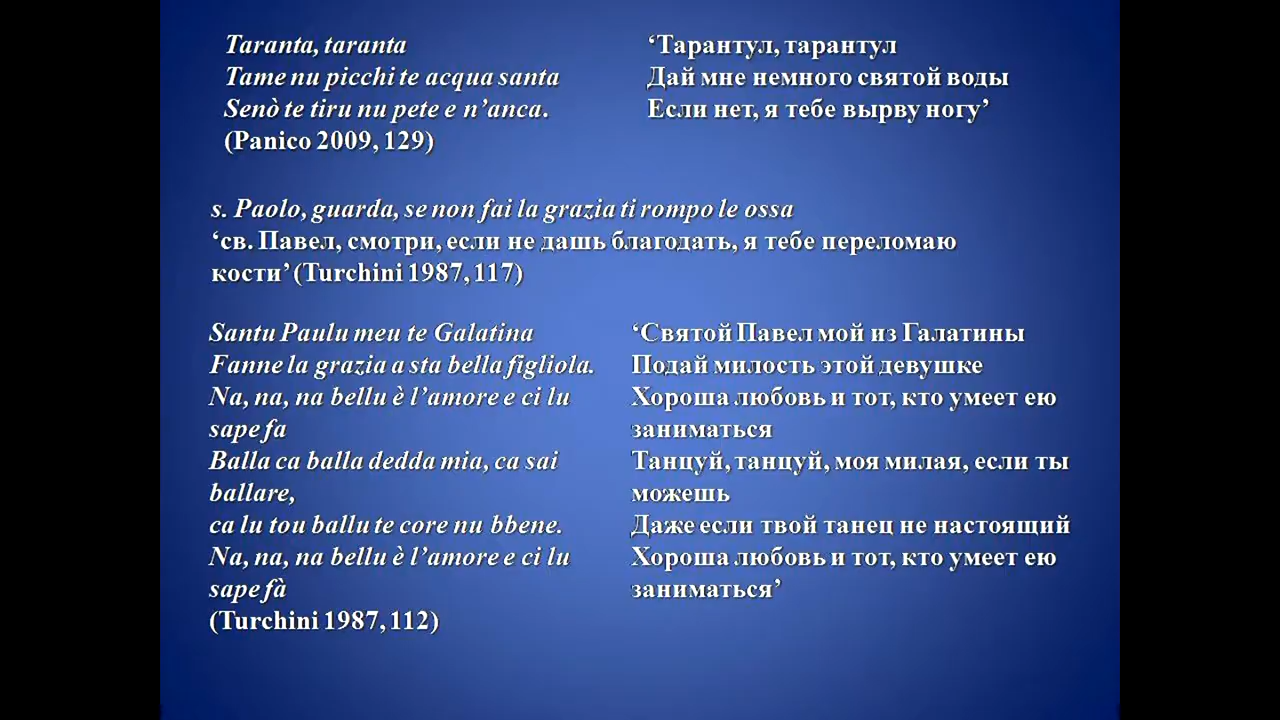 Taranta, taranta
Tame nu picchi te acqua santa
Senò te tiru nu pete e n’anca.
(Panico 2009, 129)
‘Тарантул, тарантул
Дай мне немного святой воды
Если нет, я тебе вырву ногу’
s. Paolo, guarda, se non fai la grazia ti rompo le ossa
‘св. Павел, смотри, если не дашь благодать, я тебе переломаю
кости’ (Turchini 1987, 117)
Santu Paulu meu te Galatina
Fanne la grazia a sta bella figliola.
Na, na, na bellu è l’amore e ci lu
sape fa
Balla ca balla dedda mia, ca sai
ballare,
ca lu tou ballu te core nu bbene.
Na, na, na bellu è l’amore e ci lu
sape fà
(Turchini 1987, 112)
‘Святой Павел мой из Галатины
Подай милость этой девушке
Хороша любовь и тот, кто умеет ею
заниматься
Танцуй, танцуй, моя милая, если ты
можешь
Даже если твой танец не настоящий
Хороша любовь и тот, кто умеет ею
заниматься’